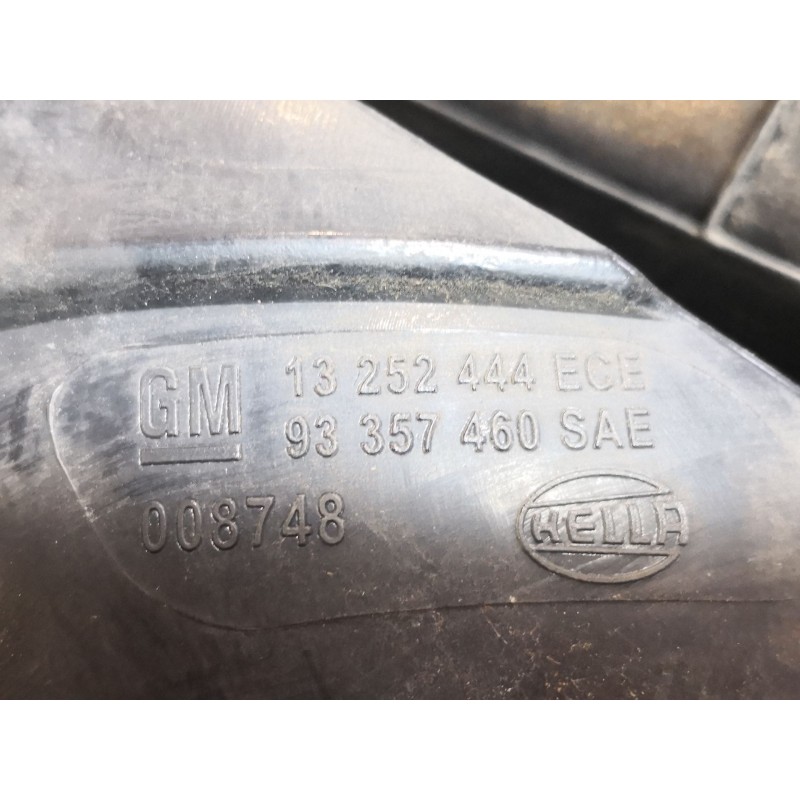 GM 13 252 444 ECE
93 357 460 SAE
008748
HELLA